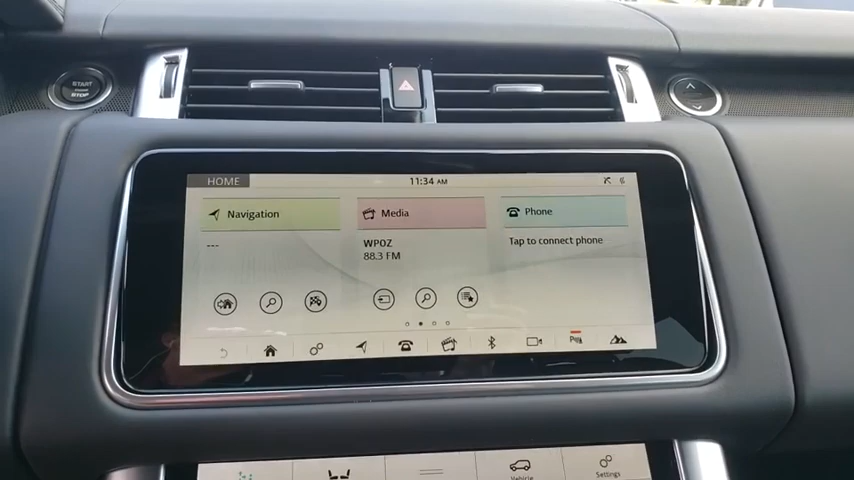 START
STOP
HOME
11:34 AM
Navigation
Media
Phone
---
WPOZ
88.3 FM
Tap to connect phone
Vehicle
Settings